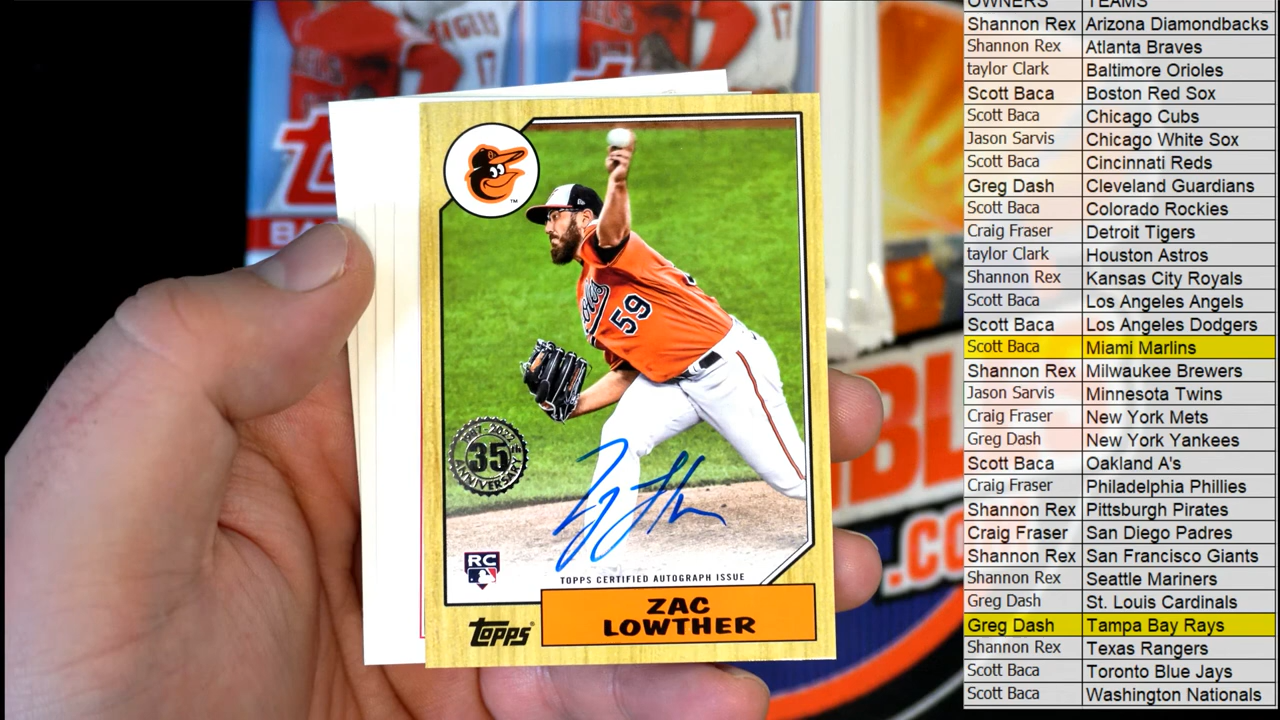 ZAC
LOWTHER
Topps
TOPPS CERTIFIED AUTOGRAPH ISSUE
RC
35
TH
ANNIVERSARY
59
TM
17
17
BL
.CO
OWNERS TEAMS
Shannon Rex Arizona Diamondbacks
Shannon Rex Atlanta Braves
taylor Clark Baltimore Orioles
Scott Baca Boston Red Sox
Scott Baca Chicago Cubs
Jason Sarvis Chicago White Sox
Scott Baca Cincinnati Reds
Greg Dash Cleveland Guardians
Scott Baca Colorado Rockies
Craig Fraser Detroit Tigers
taylor Clark Houston Astros
Shannon Rex Kansas City Royals
Scott Baca Los Angeles Angels
Scott Baca Los Angeles Dodgers
Scott Baca Miami Marlins
Shannon Rex Milwaukee Brewers
Jason Sarvis Minnesota Twins
Craig Fraser New York Mets
Greg Dash New York Yankees
Scott Baca Oakland A's
Craig Fraser Philadelphia Phillies
Shannon Rex Pittsburgh Pirates
Craig Fraser San Diego Padres
Shannon Rex San Francisco Giants
Shannon Rex Seattle Mariners
Greg Dash St. Louis Cardinals
Greg Dash Tampa Bay Rays
Shannon Rex Texas Rangers
Scott Baca Toronto Blue Jays
Scott Baca Washington Nationals